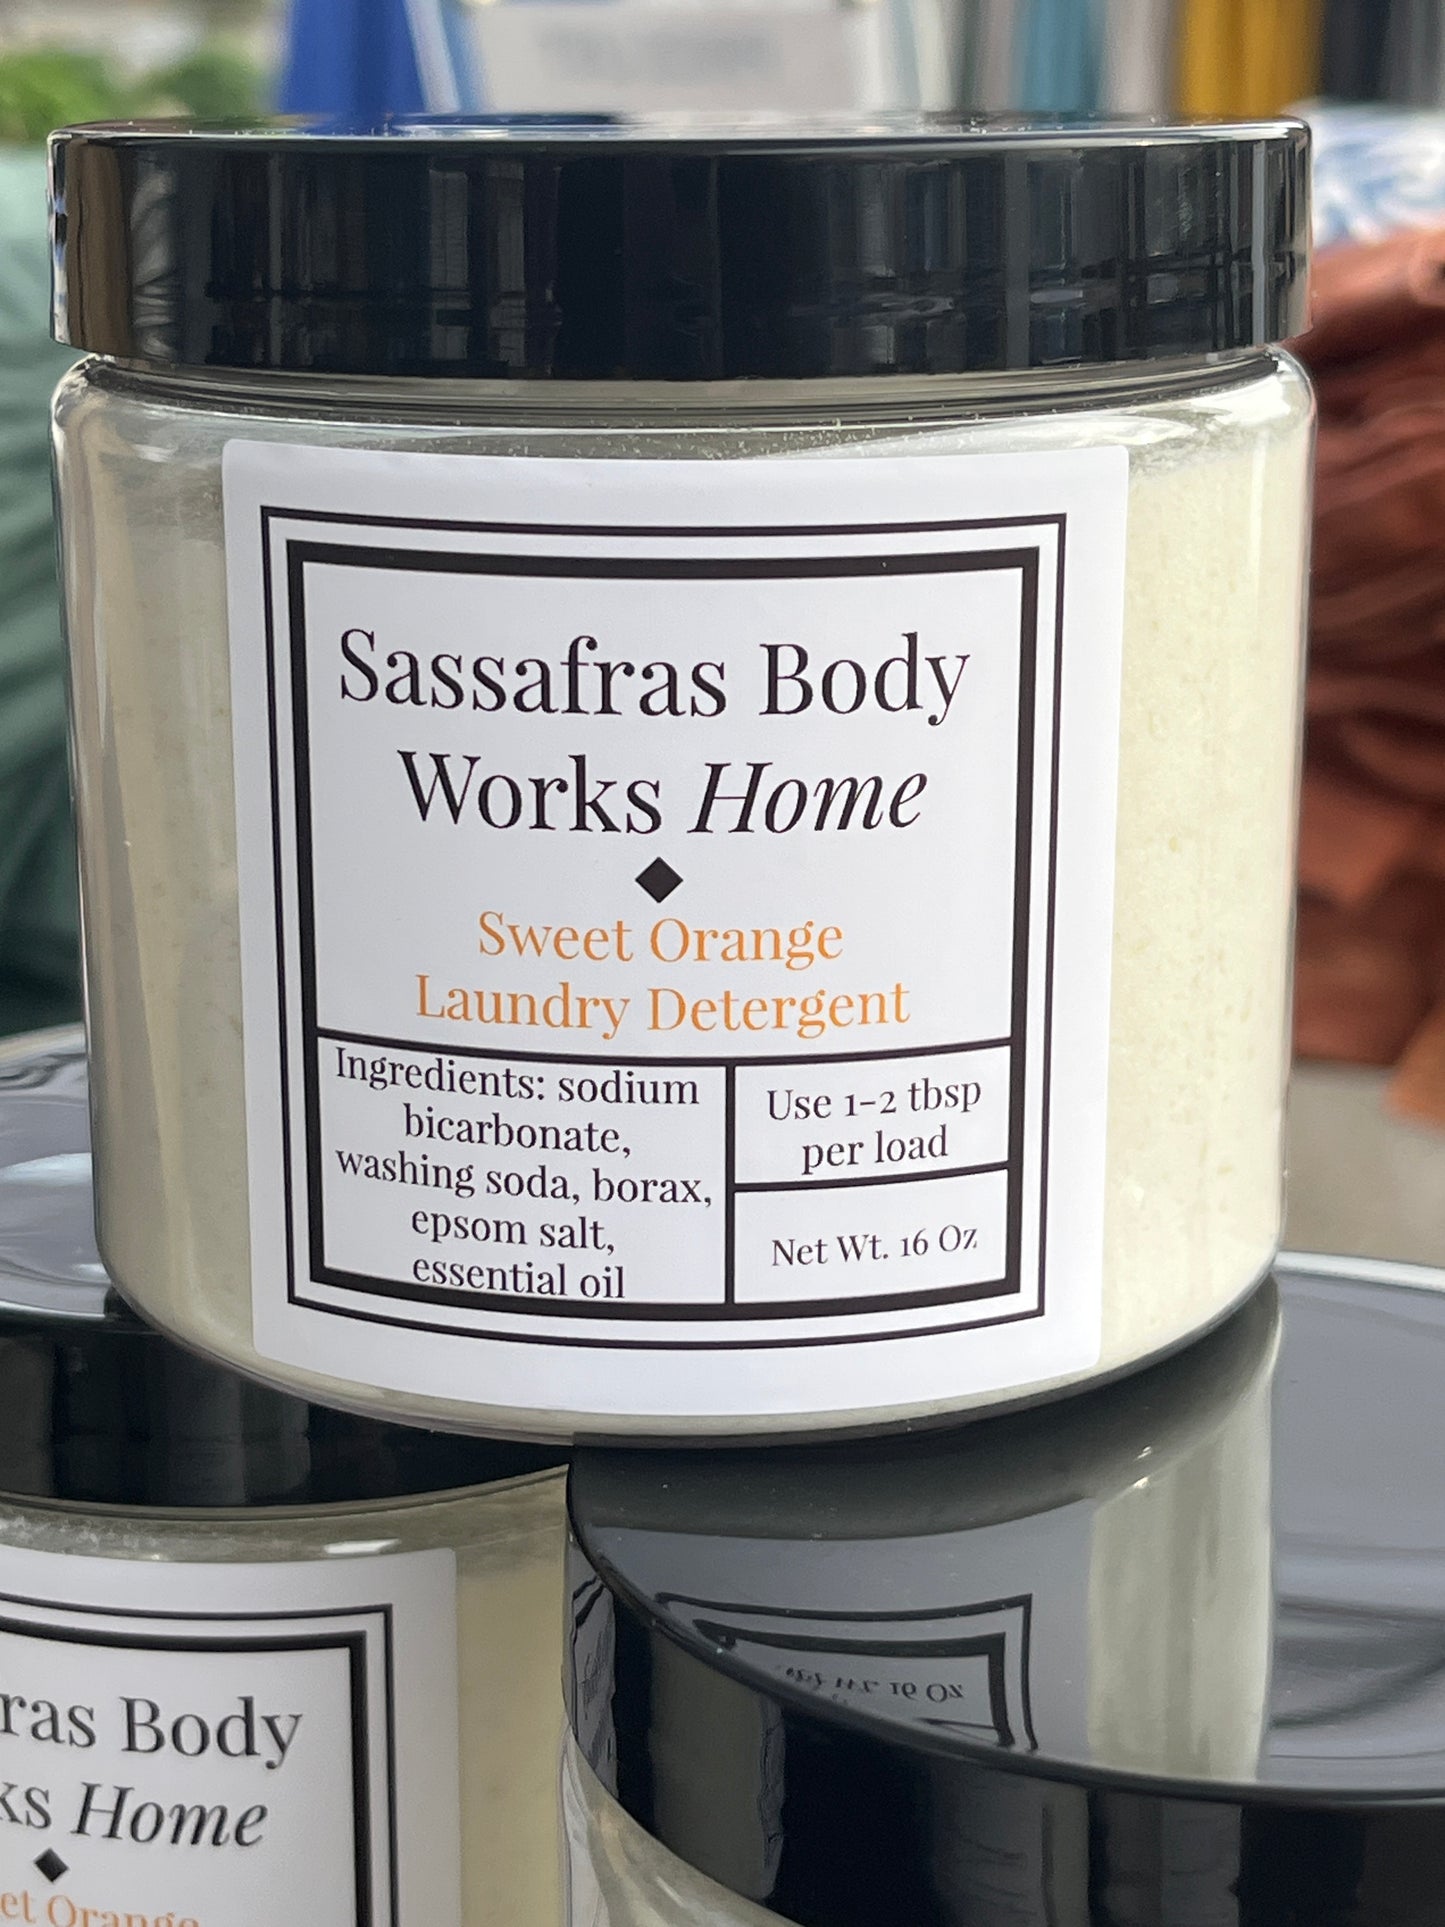 Sassafras Body
Works Home
Sweet Orange
Laundry Detergent
Ingredients: sodium
bicarbonate,
washing soda, borax,
epsom salt,
essential oil
Use 1-2 tbsp
per load
Net Wt. 16 Oz
ras Body
ks Home
et Orange